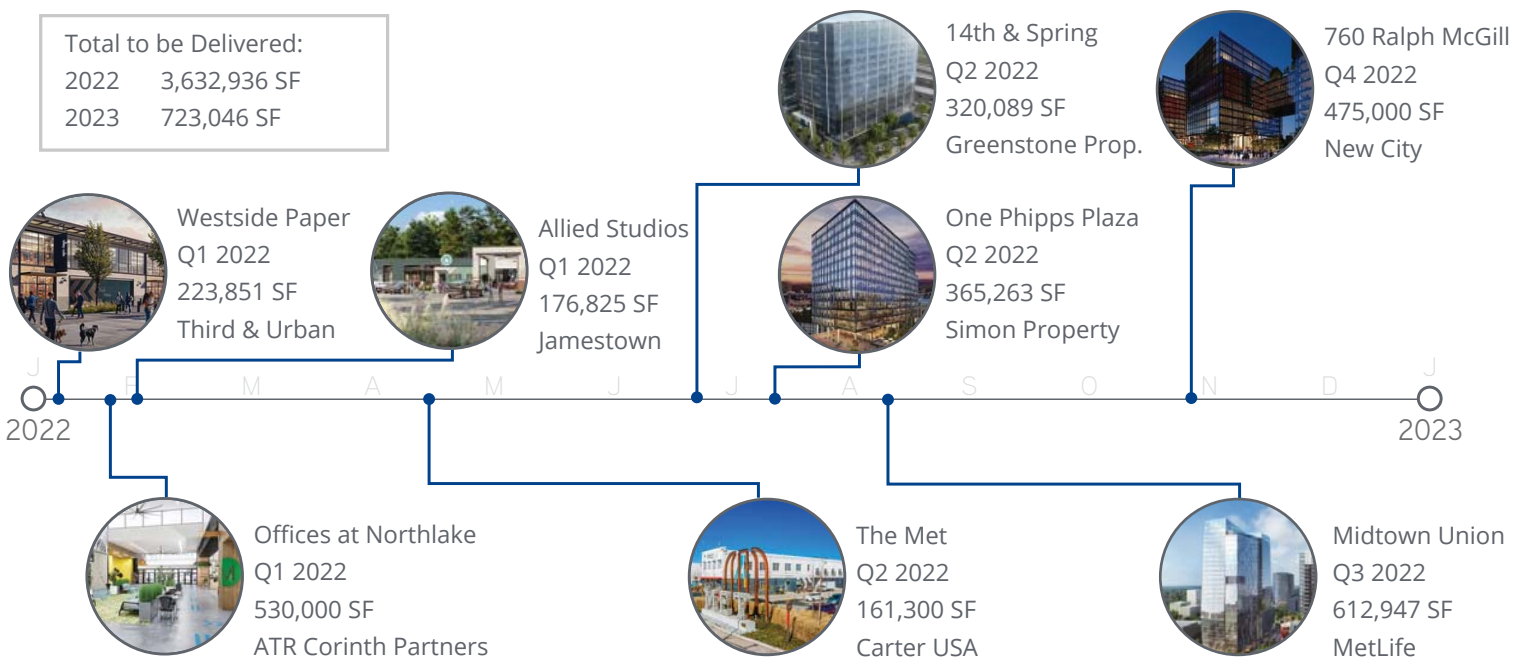 Total to be Delivered:
2022 3,632,936 SF
2023 723,046 SF
14th & Spring
Q2 2022
320,089 SF
Greenstone Prop.
760 Ralph McGill
Q4 2022
475,000 SF
New City
Westside Paper
Q1 2022
223,851 SF
Third & Urban
Allied Studios
Q1 2022
176,825 SF
Jamestown
One Phipps Plaza
Q2 2022
365,263 SF
Simon Property
J F M A M J J A S O N D J
2022 2023
Offices at Northlake
Q1 2022
530,000 SF
ATR Corinth Partners
The Met
Q2 2022
161,300 SF
Carter USA
Midtown Union
Q3 2022
612,947 SF
MetLife